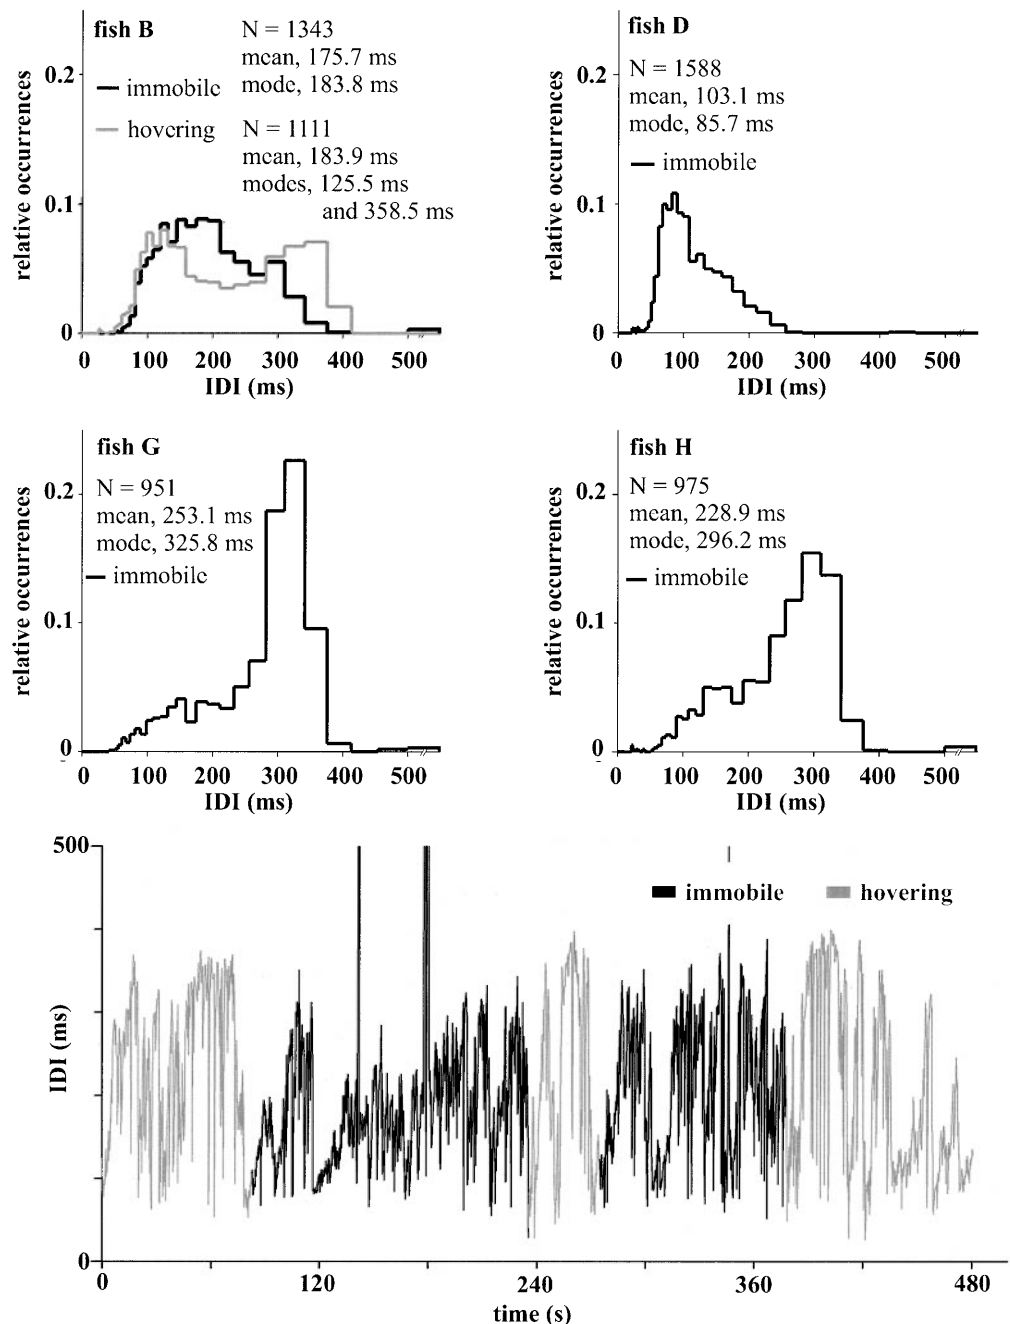 fish B
N = 1343
mean, 175.7 ms
mode, 183.8 ms
immobile
hovering
N = 1111
mean, 183.9 ms
modes, 125.5 ms
and 358.5 ms
relative occurrences
0.2
0.1
0
0 100 200 300 400 500
IDI (ms)
fish D
N = 1588
mean, 103.1 ms
mode, 85.7 ms
immobile
relative occurrences
0.2
0.1
0
0 100 200 300 400 500
IDI (ms)
fish G
N = 951
mean, 253.1 ms
mode, 325.8 ms
immobile
relative occurrences
0.2
0.1
0
0 100 200 300 400 500
IDI (ms)
fish H
N = 975
mean, 228.9 ms
mode, 296.2 ms
immobile
relative occurrences
0.2
0.1
0
0 100 200 300 400 500
IDI (ms)
500
immobile hovering
IDI (ms)
0
0 120 240 360 480
time (s)